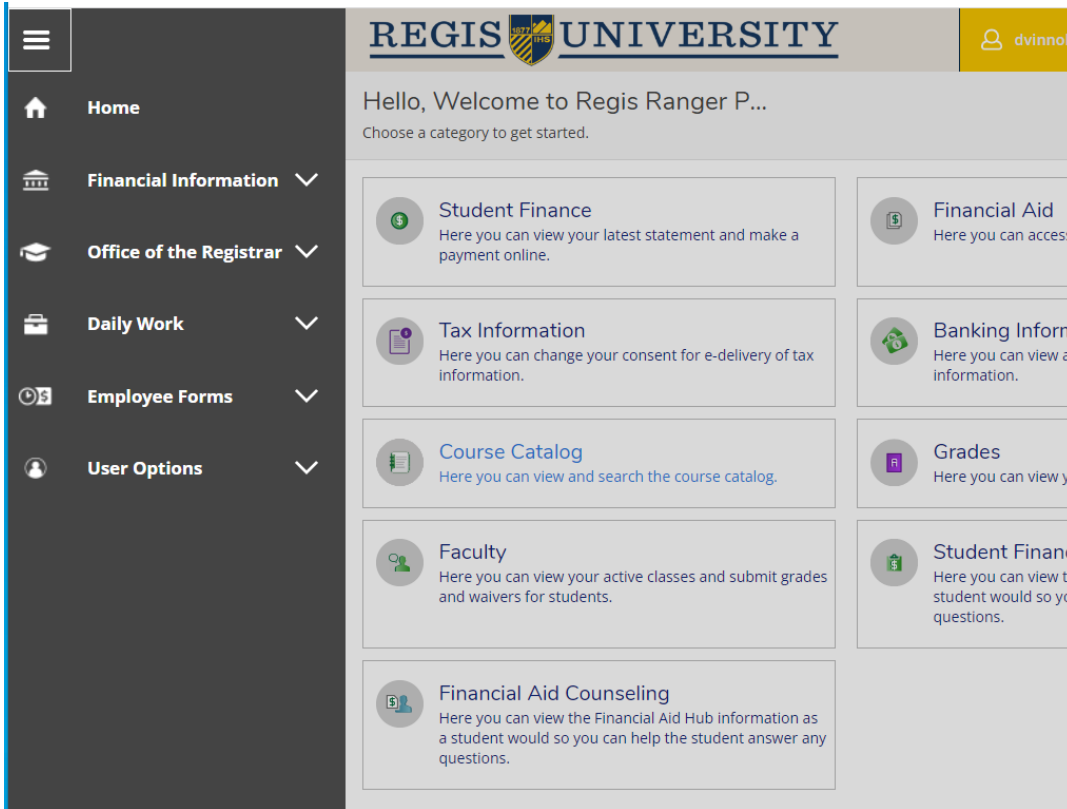 REGIS UNIVERSITY
1877 IHS
Home
Financial Information
Office of the Registrar
Daily Work
Employee Forms
User Options
Hello, Welcome to Regis Ranger P...
Choose a category to get started.
Student Finance
Here you can view your latest statement and make a
payment online.
Financial Aid
Here you can access
Tax Information
Here you can change your consent for e-delivery of tax
information.
Banking Inform
Here you can view a
information.
Course Catalog
Here you can view and search the course catalog.
Grades
Here you can view y
Faculty
Here you can view your active classes and submit grades
and waivers for students.
Student Financ
Here you can view t
student would so yo
questions.
Financial Aid Counseling
Here you can view the Financial Aid Hub information as
a student would so you can help the student answer any
questions.